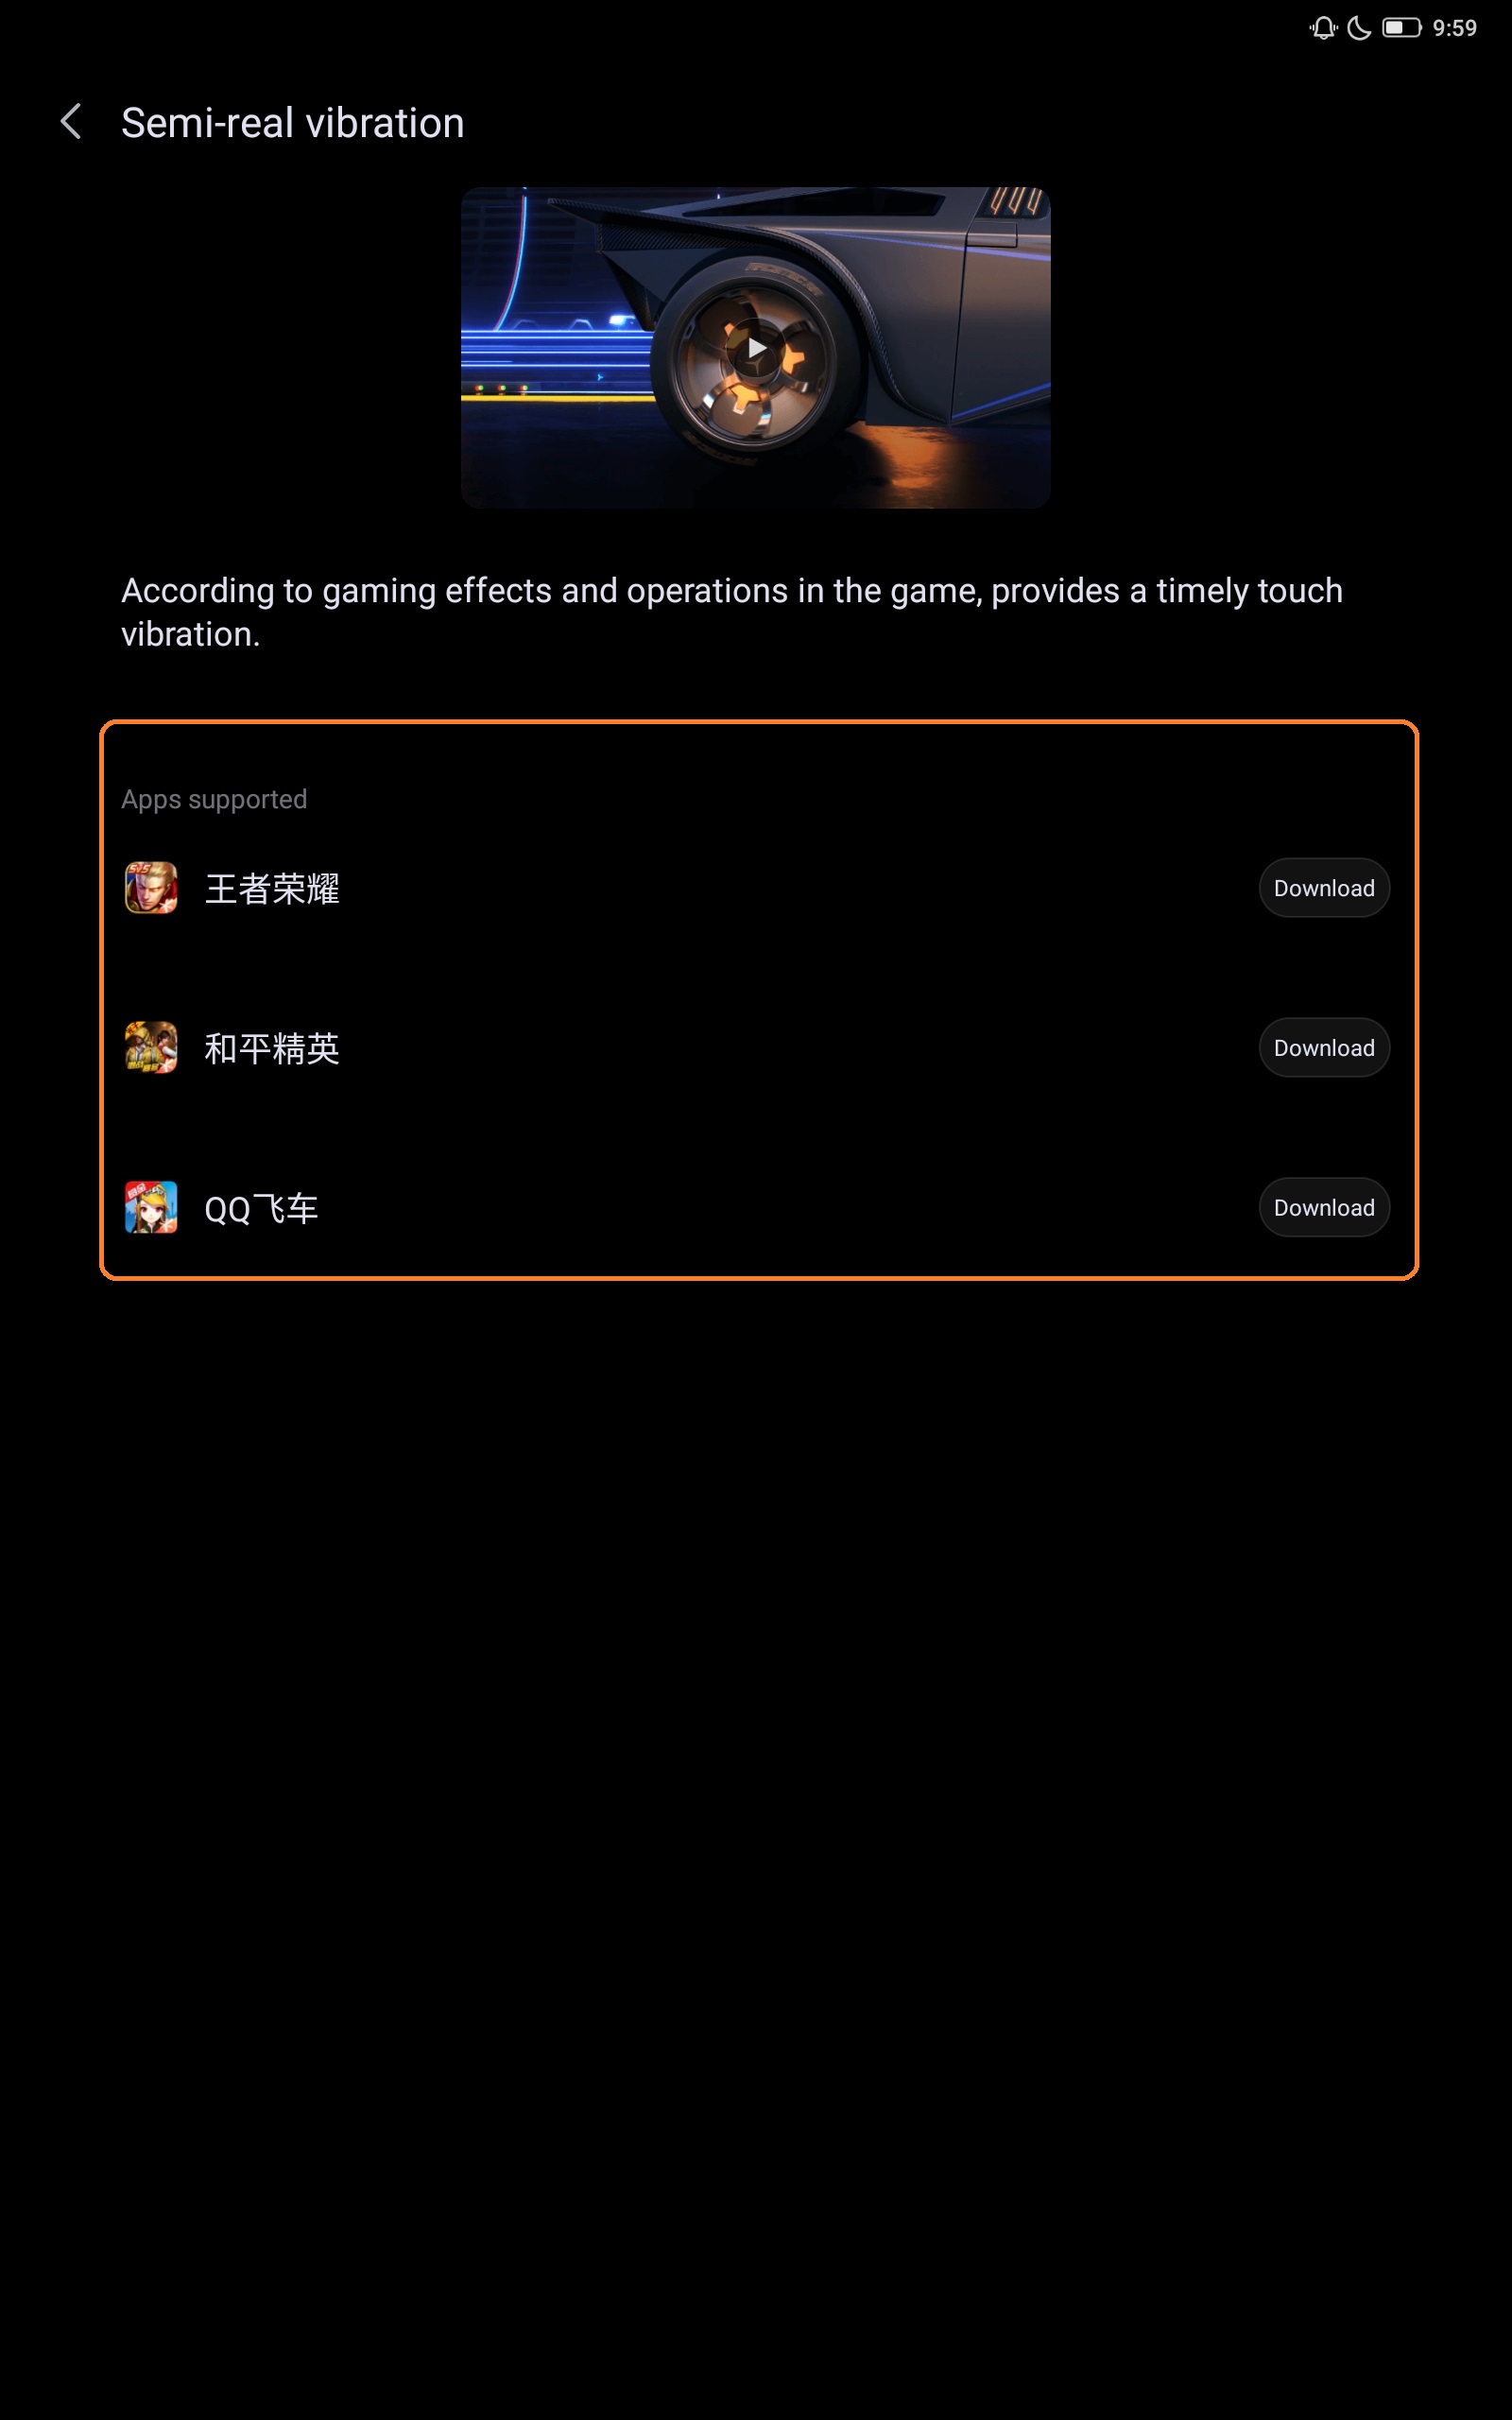 9:59
Semi-real vibration
According to gaming effects and operations in the game, provides a timely touch
vibration.
Apps supported
5v5
王者荣耀
Download
和平精英
Download
QQ飞车
Download